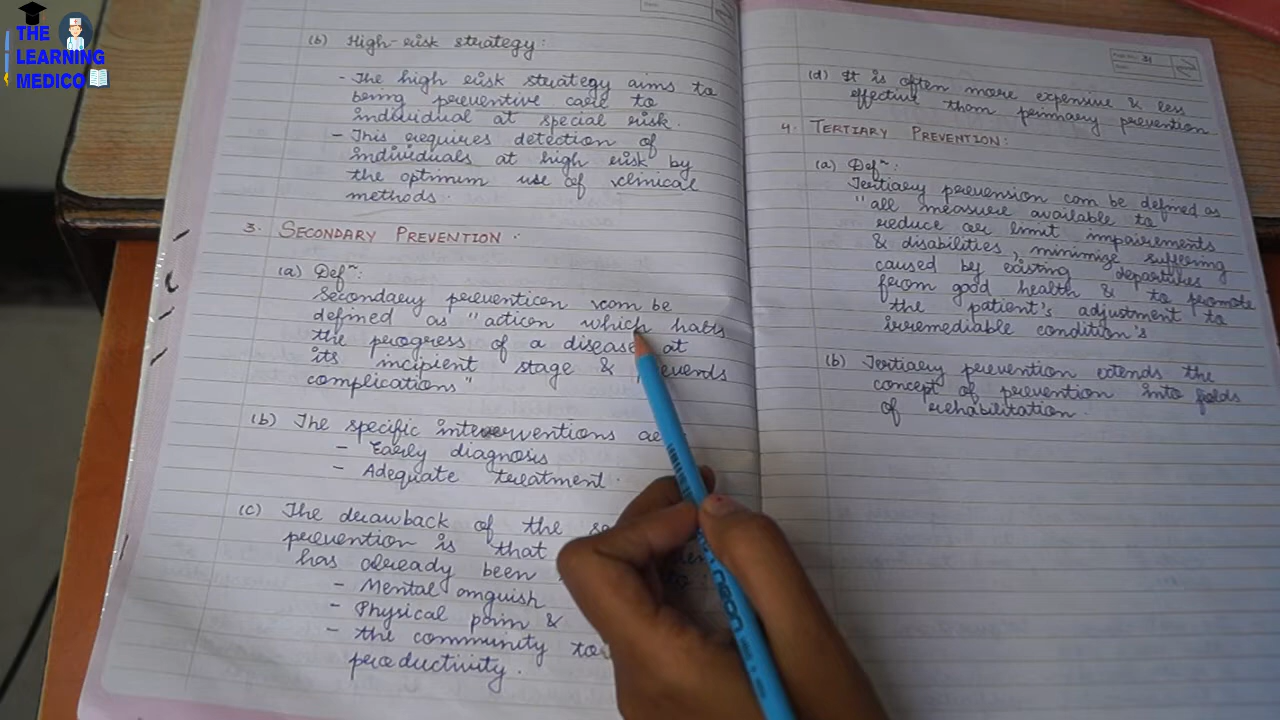 THE
LEARNING
MEDICO
(b) High-risk strategy:
- The high risk strategy aims to
being preventive care to
individual at special risk.
- This requires detection of
individuals at high risk by
the optimum use of clinical
methods.
3. SECONDARY PREVENTION:
(a) Defn:
Secondary prevention can be
defined as "action which halts
the progress of a disease at
its incipient stage &
complications"
(b) The specific interventions
- Early diagnosis
- Adequate treatment.
(c) The drawback of the
prevention is that
has already been
- Mental anguish
- Physical pain &
- the community to
productivity.
31
(d) It is often more expensive & less
effective than primary prevention.
4. TERTIARY PREVENTION:
(a) Defn:
Tertiary prevension can be defined as
"all measure available to
reduce or limit impairements
& disabilities, minimize suffering
caused by existing departures
from good health & to promote
the patient's adjustment to
irremediable condition's
(b) Tertiary prevention extends the
concept of prevention into fields
of rehabilitation.
neon